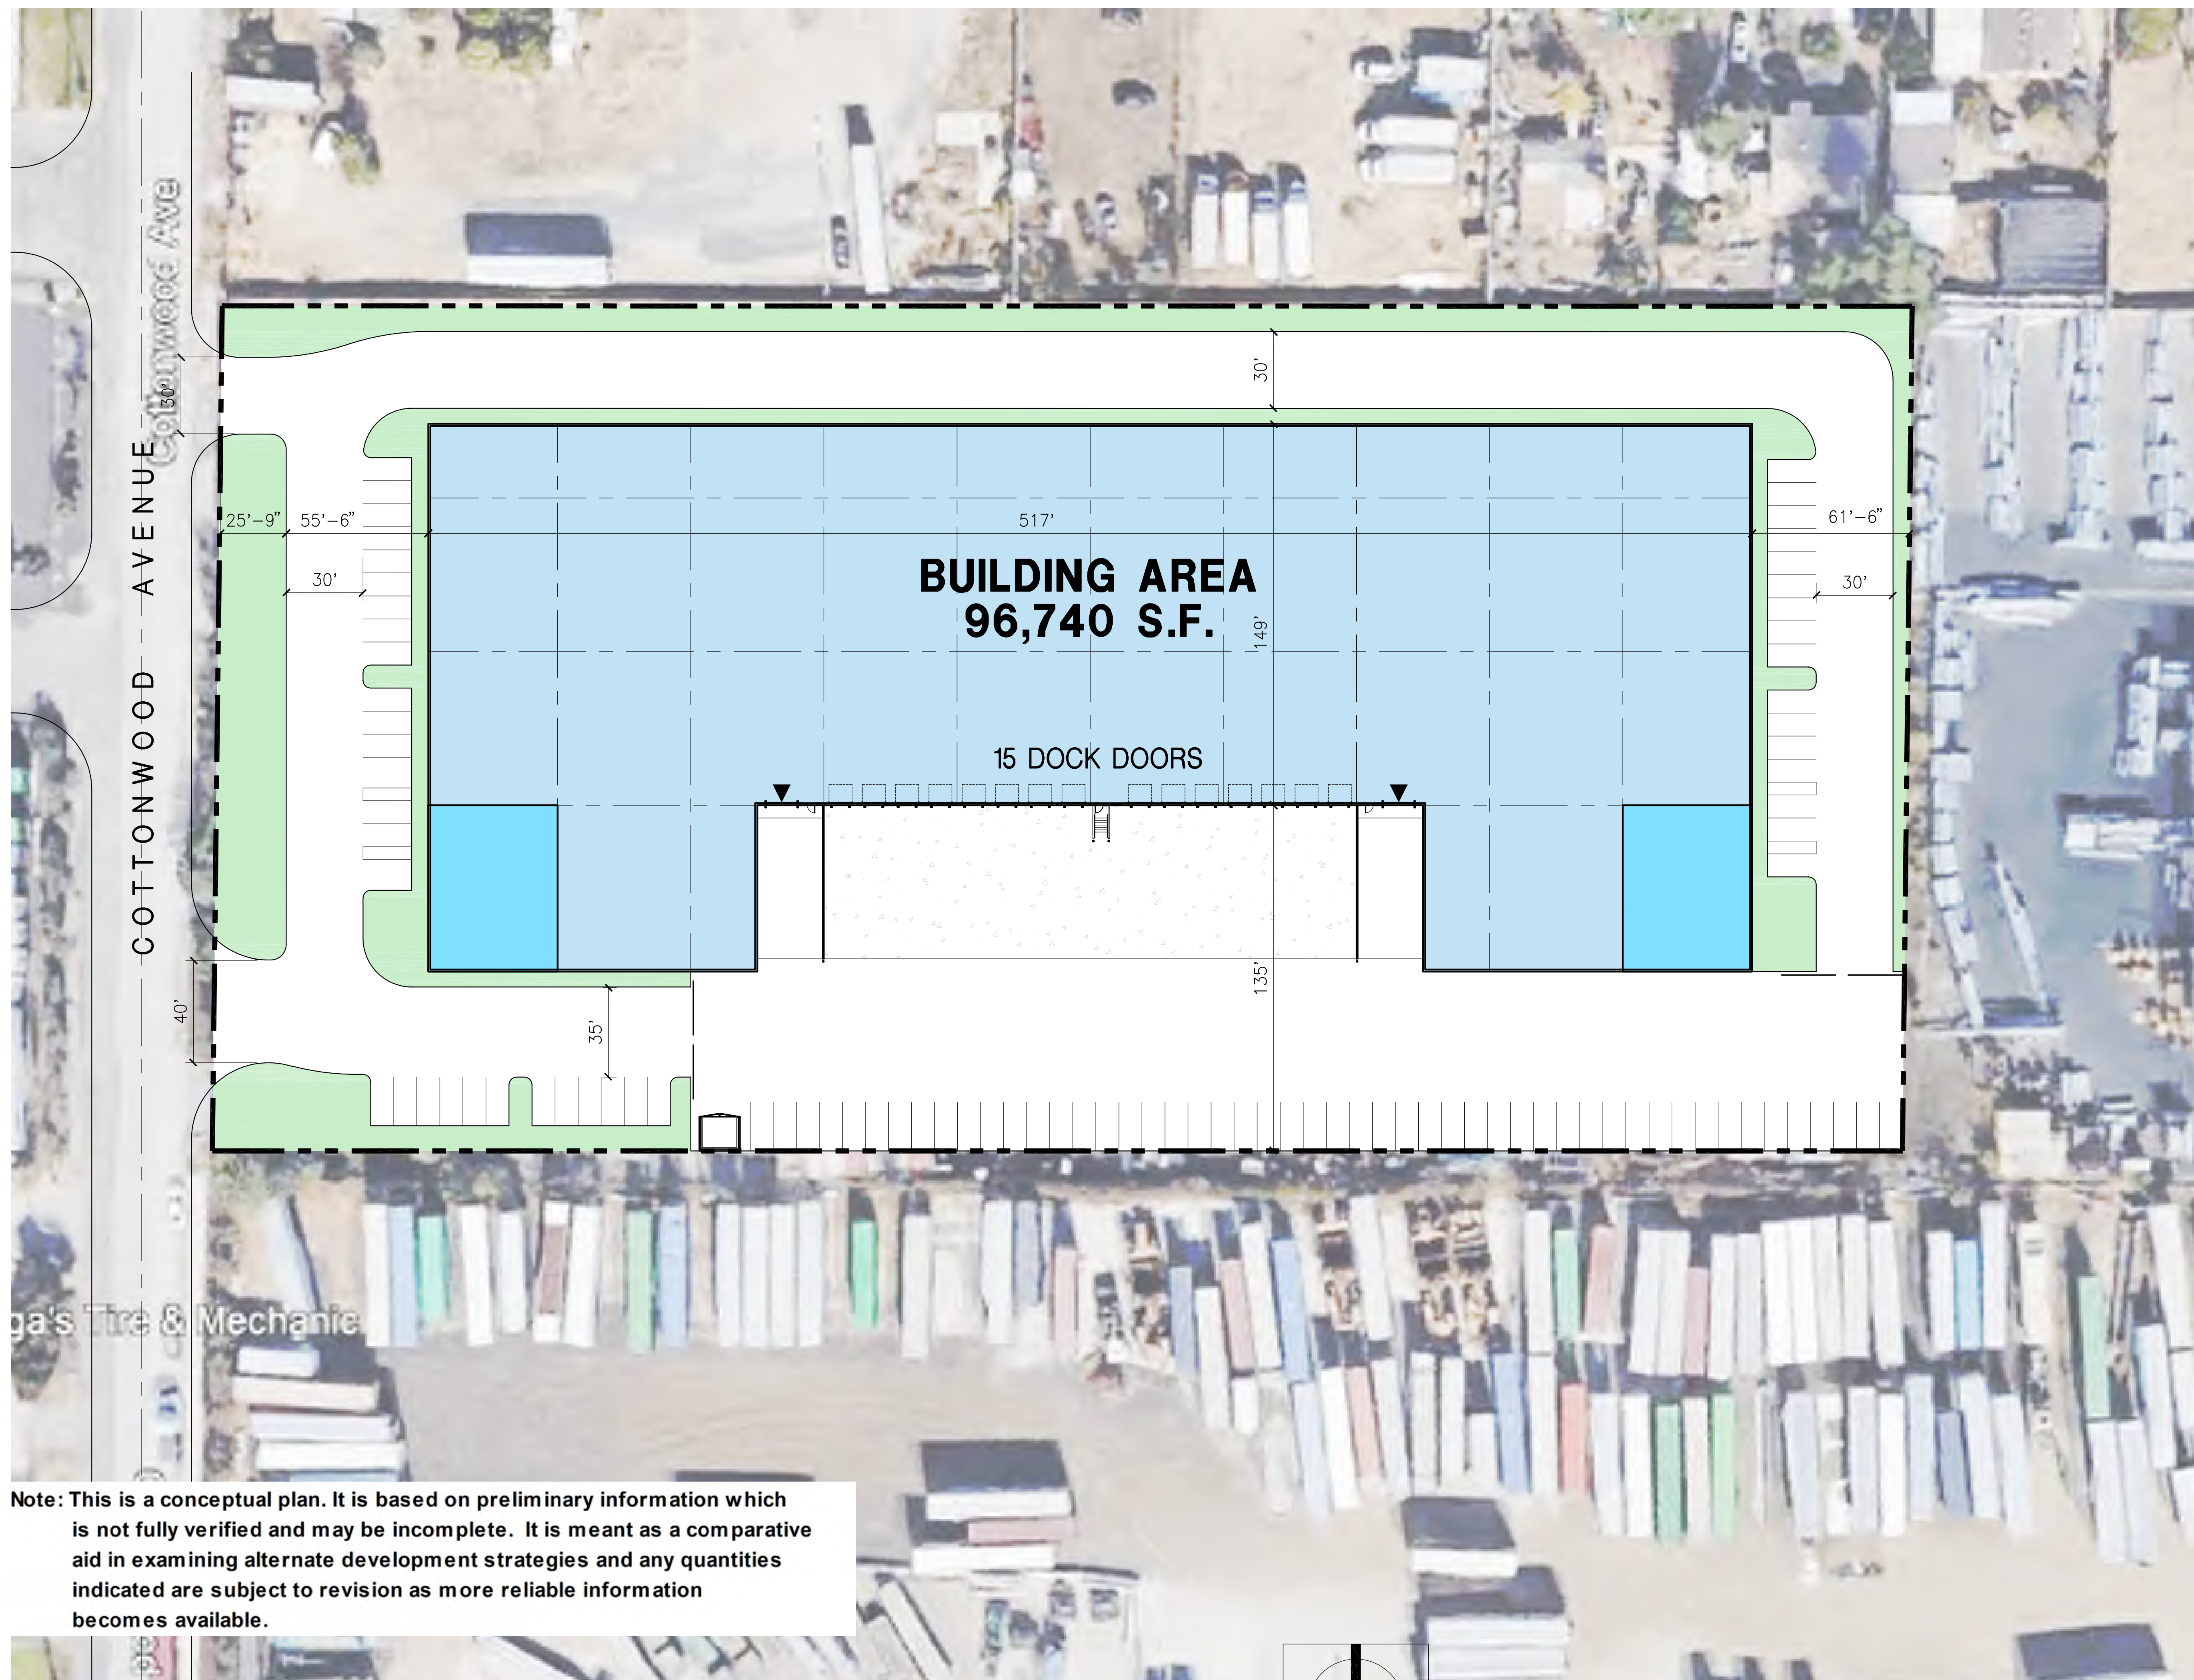 Cottonwood Ave
COTTONWOOD AVENUE
30'
30'
25'-9"
55'-6"
517'
61'-6"
30'
30'
BUILDING AREA
96,740 S.F.
149'
15 DOCK DOORS
135'
40'
35'
ga's Tire & Mechanic
Note: This is a conceptual plan. It is based on preliminary information which
is not fully verified and may be incomplete. It is meant as a comparative
aid in examining alternate development strategies and any quantities
indicated are subject to revision as more reliable information
becomes available.